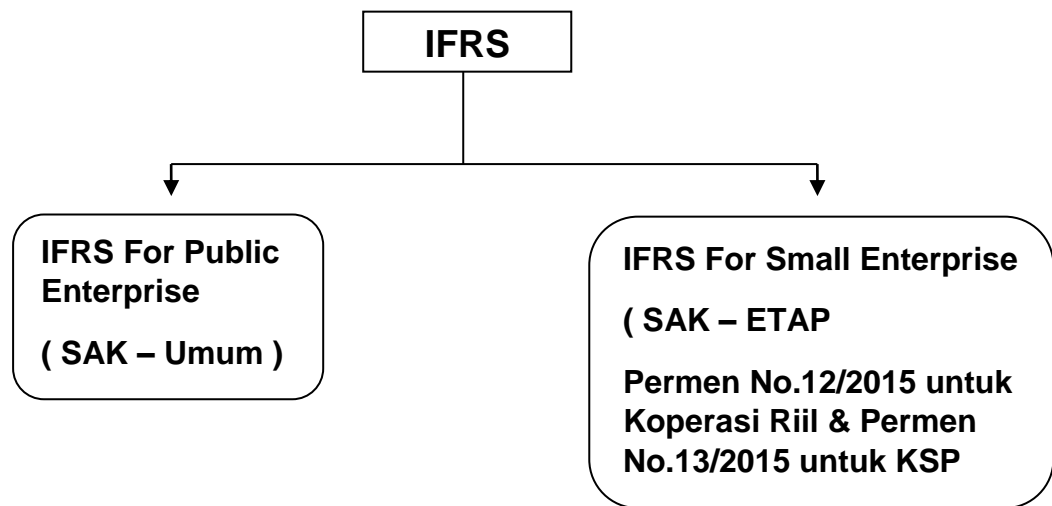 IFRS
IFRS For Public
Enterprise
( SAK – Umum )
IFRS For Small Enterprise
( SAK – ETAP
Permen No.12/2015 untuk
Koperasi Riil & Permen
No.13/2015 untuk KSP